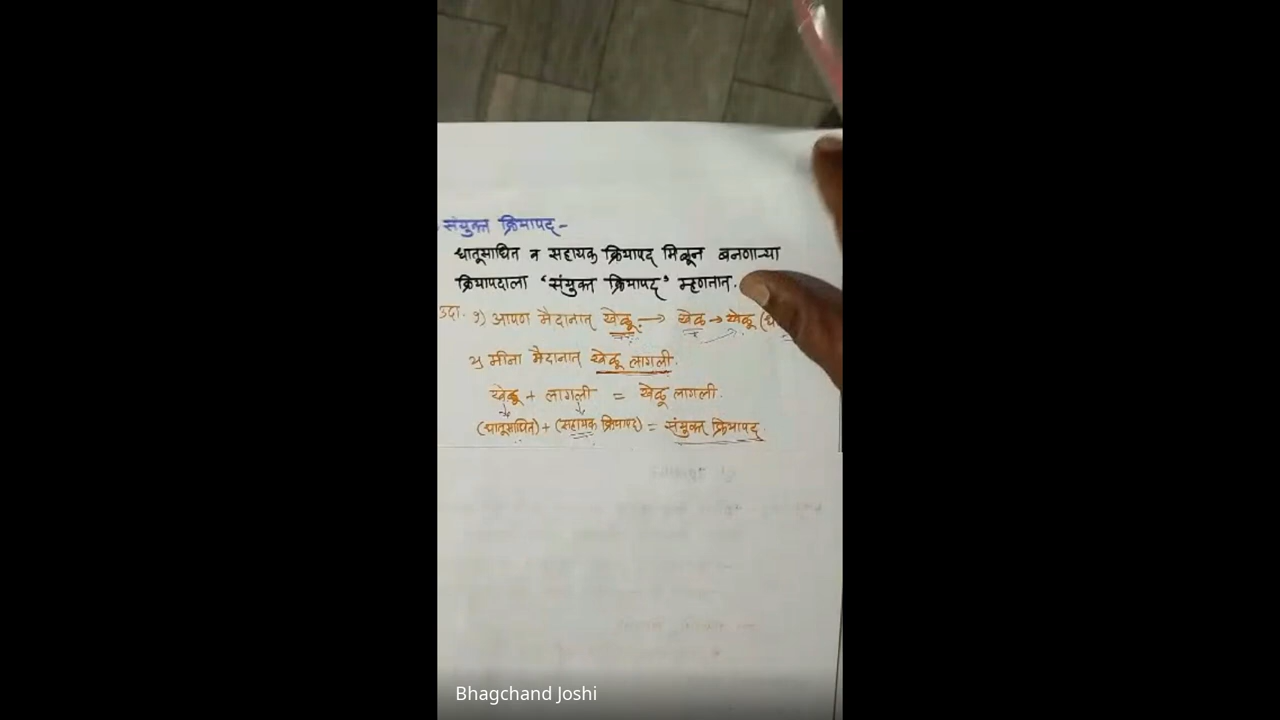 संयुक्त क्रियापद-
धातूसाधित व सहायक क्रियापद मिळून बनणाऱ्या
क्रियापदाला 'संयुक्त क्रियापद' म्हणतात.
उदा. १) आपण मैदानात खेळू. → खेळ → खेळू
२) मीना मैदानात खेळू लागली.
खेळू + लागली = खेळू लागली.
(धातूसाधित) + (सहायक क्रियापद) = संयुक्त क्रियापद.
Bhagchand Joshi